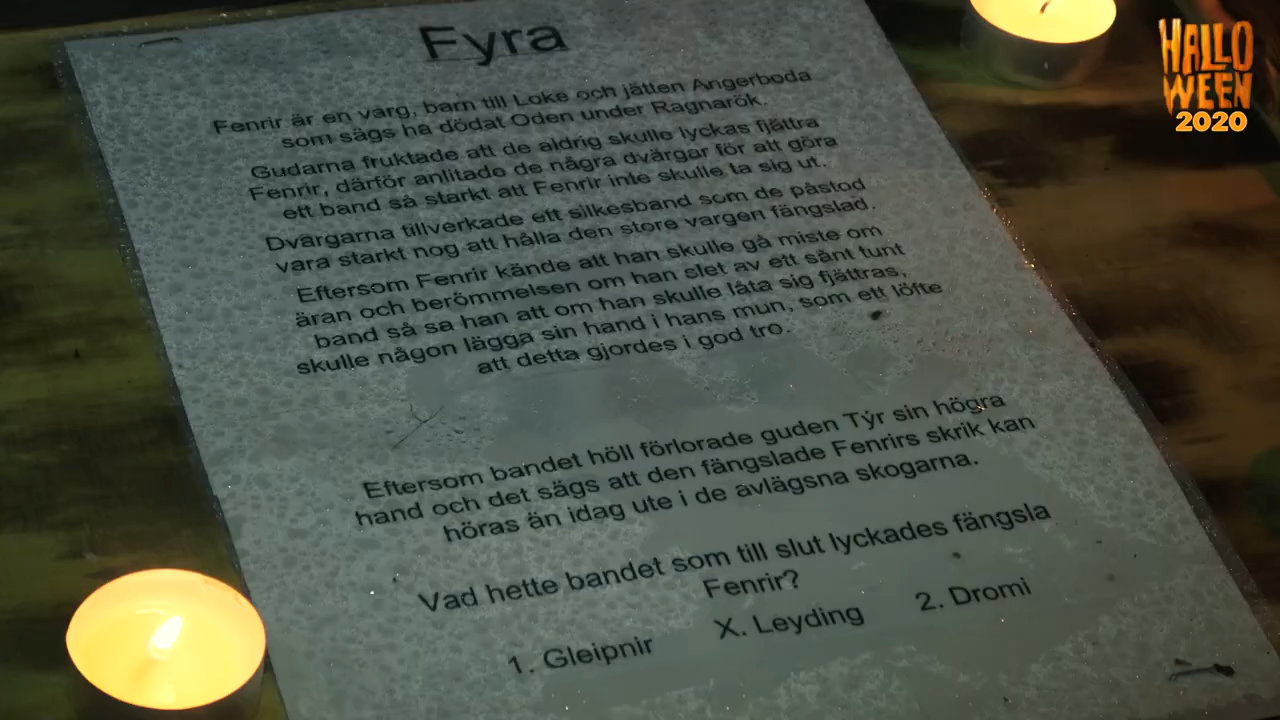 Fyra
Fenrir är en varg, barn till Loke och jätten Angerboda
som sägs ha dödat Oden under Ragnarök.
Gudarna fruktade att de aldrig skulle lyckas fjättra
Fenrir, därför anlitade de några dvärgar för att göra
ett band så starkt att Fenrir inte skulle ta sig ut.
Dvärgarna tillverkade ett silkesband som de påstod
vara starkt nog att hålla den store vargen fängslad.
Eftersom Fenrir kände att han skulle gå miste om
äran och berömmelsen om han slet av ett sånt tunt
band så sa han att om han skulle låta sig fjättras,
skulle någon lägga sin hand i hans mun, som ett löfte
att detta gjordes i god tro.
Eftersom bandet höll förlorade guden Týr sin högra
hand och det sägs att den fängslade Fenrirs skrik kan
höras än idag ute i de avlägsna skogarna.
Vad hette bandet som till slut lyckades fängsla
Fenrir?
1. Gleipnir X. Leyding 2. Dromi
HALLO
WEEN
2020